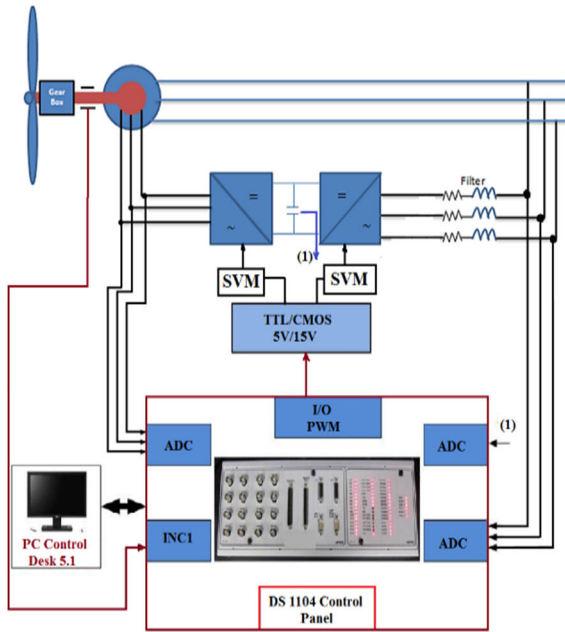 Gear
Box
Filter
=
~
=
~
(1)
SVM
SVM
TTL/CMOS
5V/15V
I/O
PWM
ADC
ADC
(1)
PC Control
Desk 5.1
INC1
ADC
DS 1104 Control
Panel